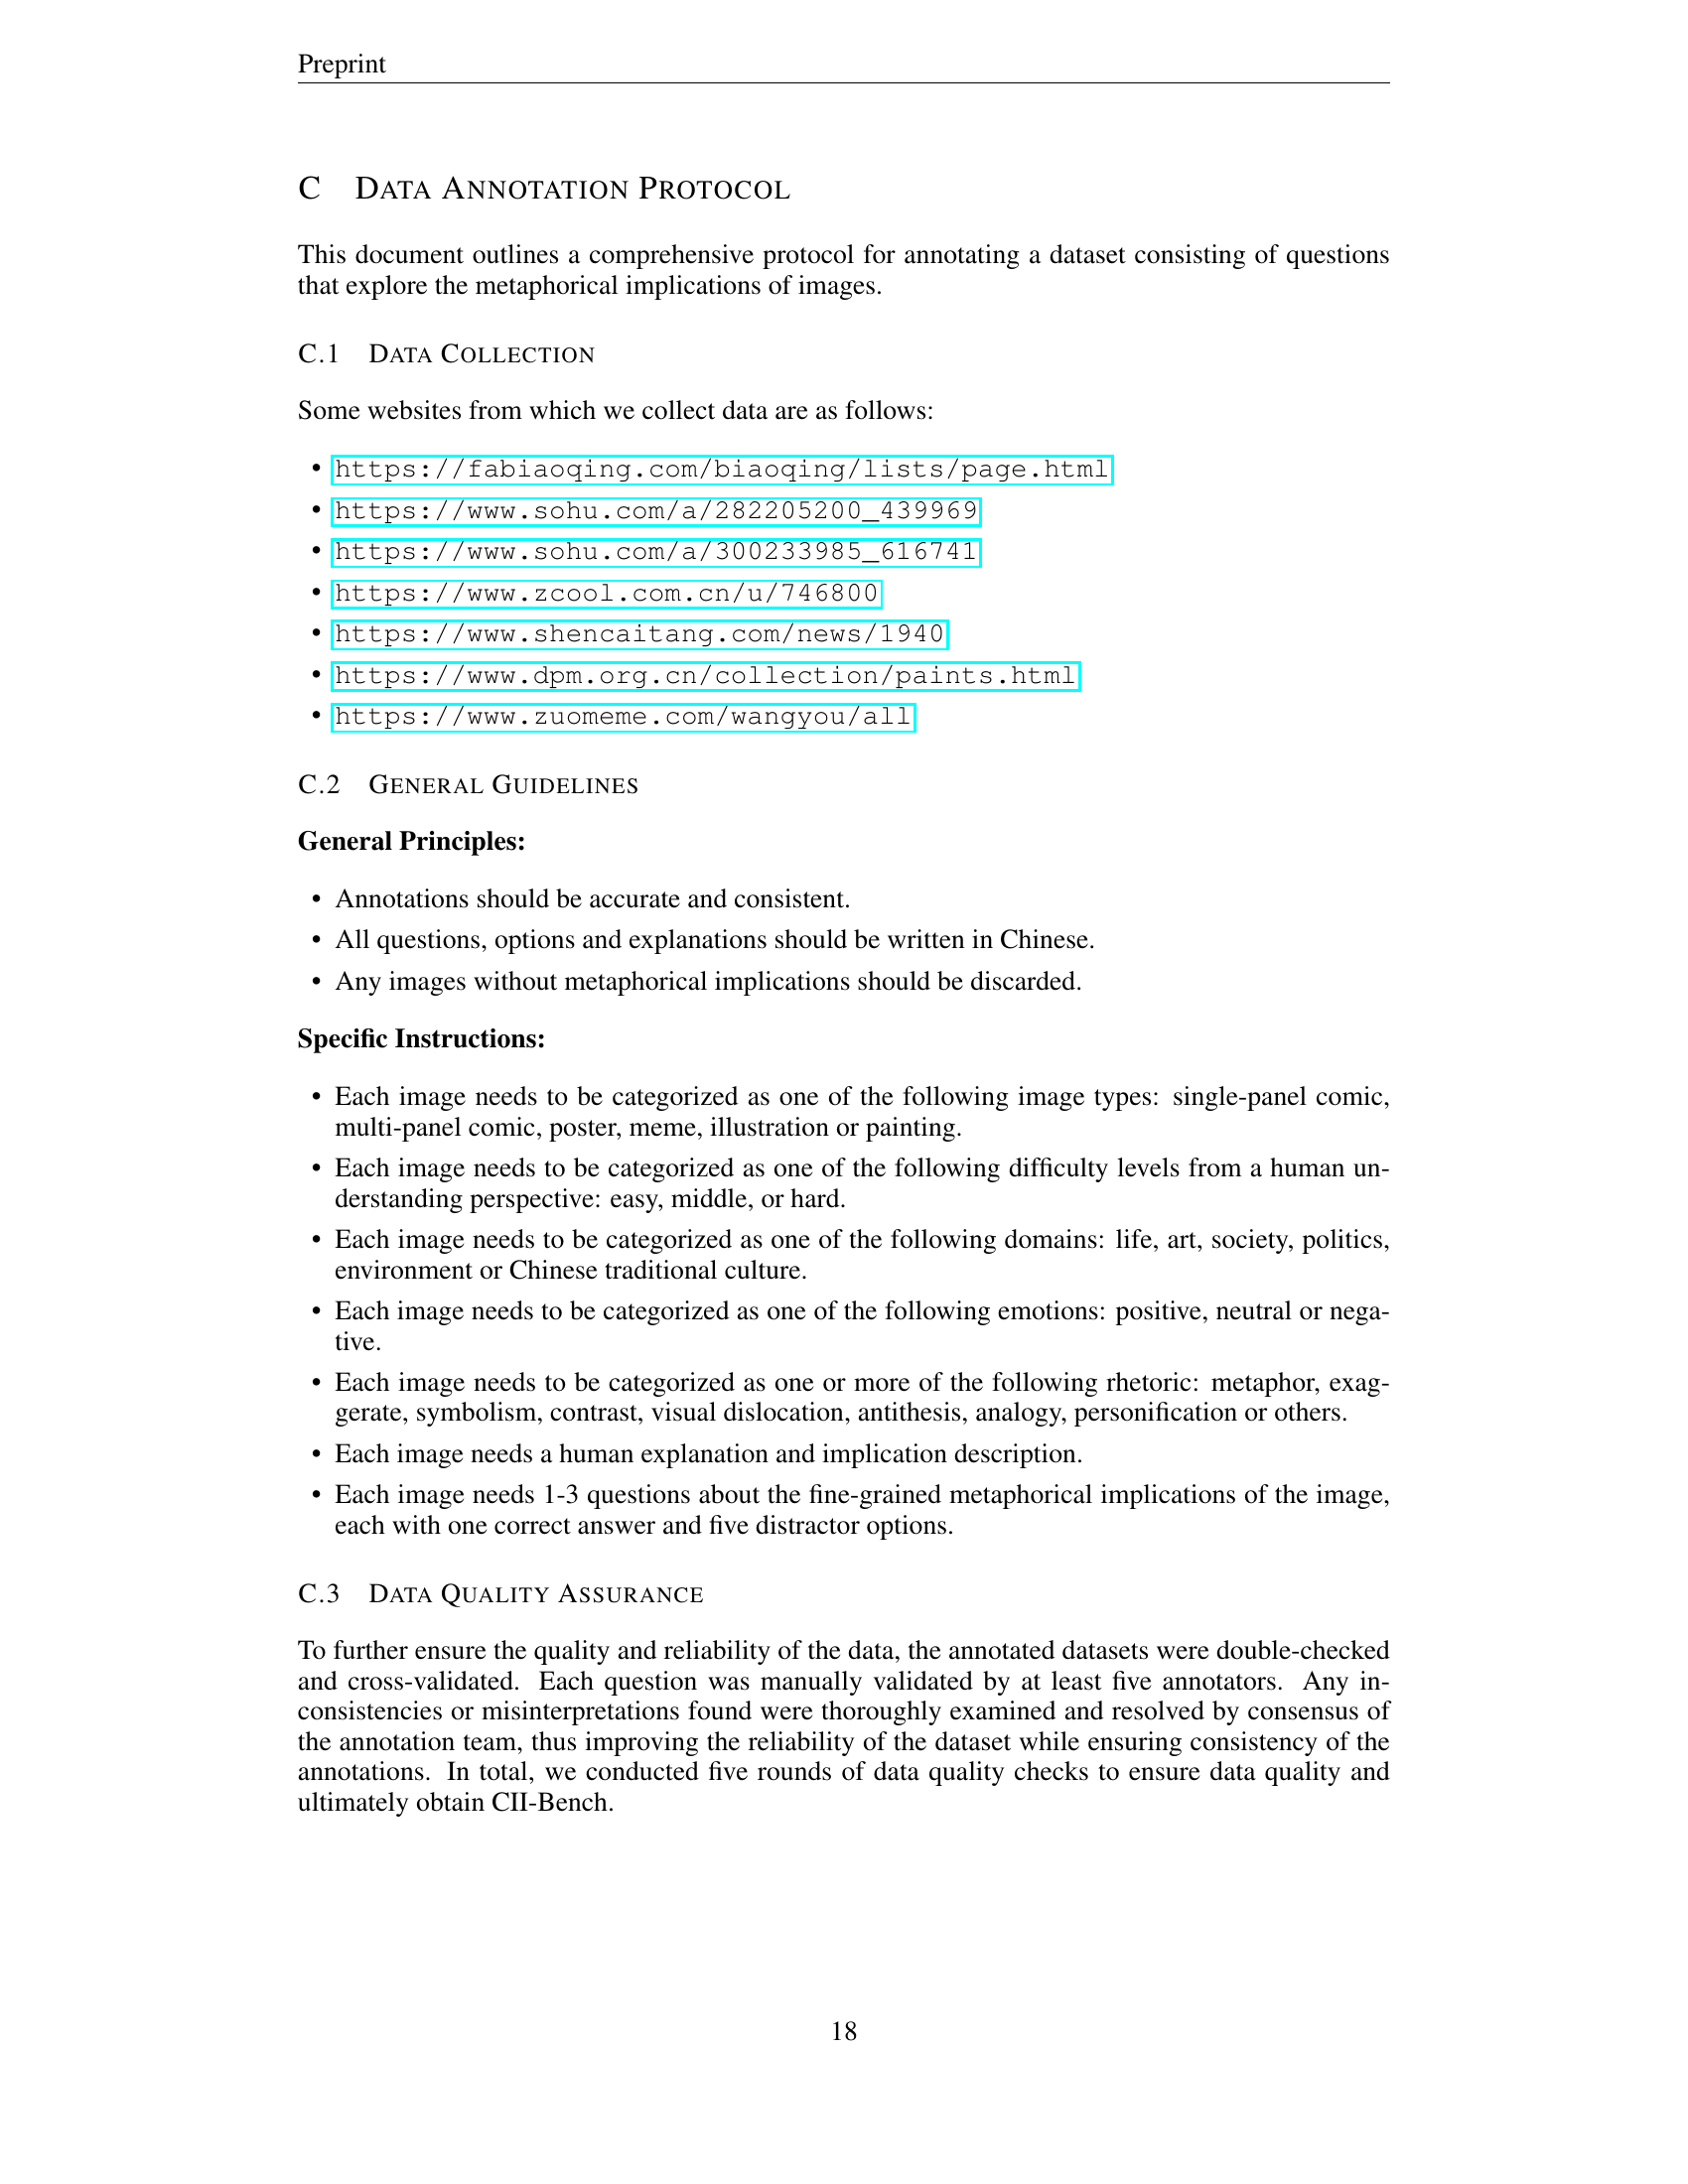 Preprint
C DATA ANNOTATION PROTOCOL
This document outlines a comprehensive protocol for annotating a dataset consisting of questions
that explore the metaphorical implications of images.
C.1 DATA COLLECTION
Some websites from which we collect data are as follows:
• https://fabiaoqing.com/biaoqing/lists/page.html
• https://www.sohu.com/a/282205200_439969
• https://www.sohu.com/a/300233985_616741
• https://www.zcool.com.cn/u/746800
• https://www.shencaitang.com/news/1940
• https://www.dpm.org.cn/collection/paints.html
• https://www.zuomeme.com/wangyou/all
C.2 GENERAL GUIDELINES
General Principles:
• Annotations should be accurate and consistent.
• All questions, options and explanations should be written in Chinese.
• Any images without metaphorical implications should be discarded.
Specific Instructions:
• Each image needs to be categorized as one of the following image types: single-panel comic,
multi-panel comic, poster, meme, illustration or painting.
• Each image needs to be categorized as one of the following difficulty levels from a human un-
derstanding perspective: easy, middle, or hard.
• Each image needs to be categorized as one of the following domains: life, art, society, politics,
environment or Chinese traditional culture.
• Each image needs to be categorized as one of the following emotions: positive, neutral or nega-
tive.
• Each image needs to be categorized as one or more of the following rhetoric: metaphor, exag-
gerate, symbolism, contrast, visual dislocation, antithesis, analogy, personification or others.
• Each image needs a human explanation and implication description.
• Each image needs 1-3 questions about the fine-grained metaphorical implications of the image,
each with one correct answer and five distractor options.
C.3 DATA QUALITY ASSURANCE
To further ensure the quality and reliability of the data, the annotated datasets were double-checked
and cross-validated. Each question was manually validated by at least five annotators. Any in-
consistencies or misinterpretations found were thoroughly examined and resolved by consensus of
the annotation team, thus improving the reliability of the dataset while ensuring consistency of the
annotations. In total, we conducted five rounds of data quality checks to ensure data quality and
ultimately obtain CII-Bench.
18